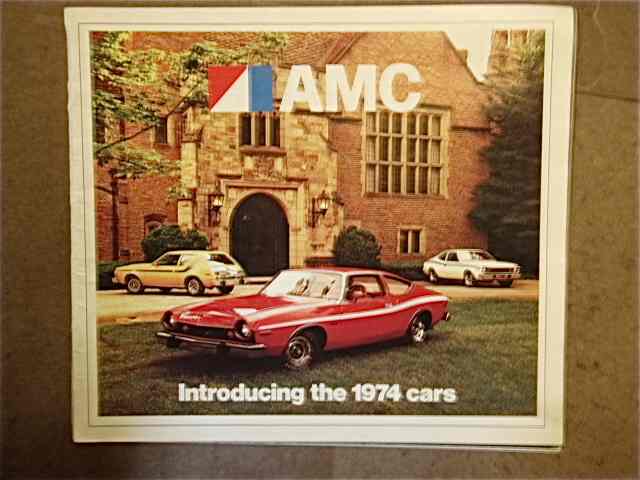 AMC
Introducing the 1974 cars